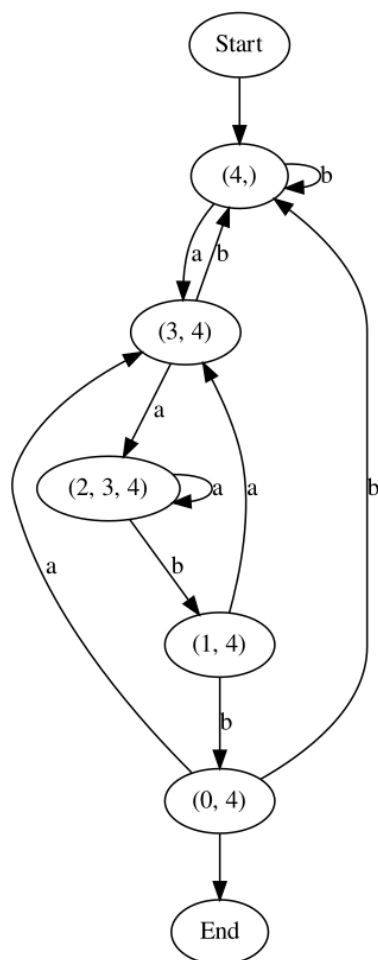 Start
(4,)
b
a
b
(3, 4)
a
(2, 3, 4)
a
a
b
a
b
(1, 4)
b
(0, 4)
End